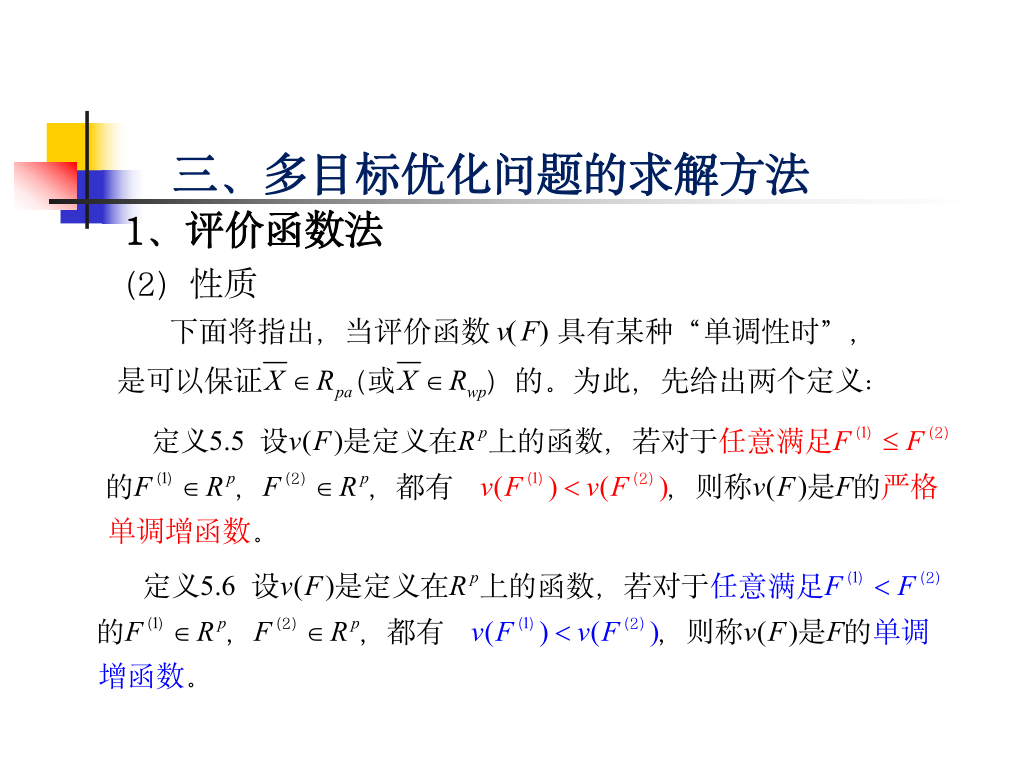 三、多目标优化问题的求解方法
1、评价函数法
（2）性质
下面将指出，当评价函数 v(F) 具有某种“单调性时”，
是可以保证 X̅ ∈ R_pa（或 X̅ ∈ R_wp）的。为此，先给出两个定义：
定义5.5 设v(F)是定义在R^p上的函数，若对于任意满足F^(1) ≤ F^(2)
的F^(1) ∈ R^p，F^(2) ∈ R^p，都有 v(F^(1)) < v(F^(2))，则称v(F)是F的严格
单调增函数。
定义5.6 设v(F)是定义在R^p上的函数，若对于任意满足F^(1) < F^(2)
的F^(1) ∈ R^p，F^(2) ∈ R^p，都有 v(F^(1)) < v(F^(2))，则称v(F)是F的单调
增函数。